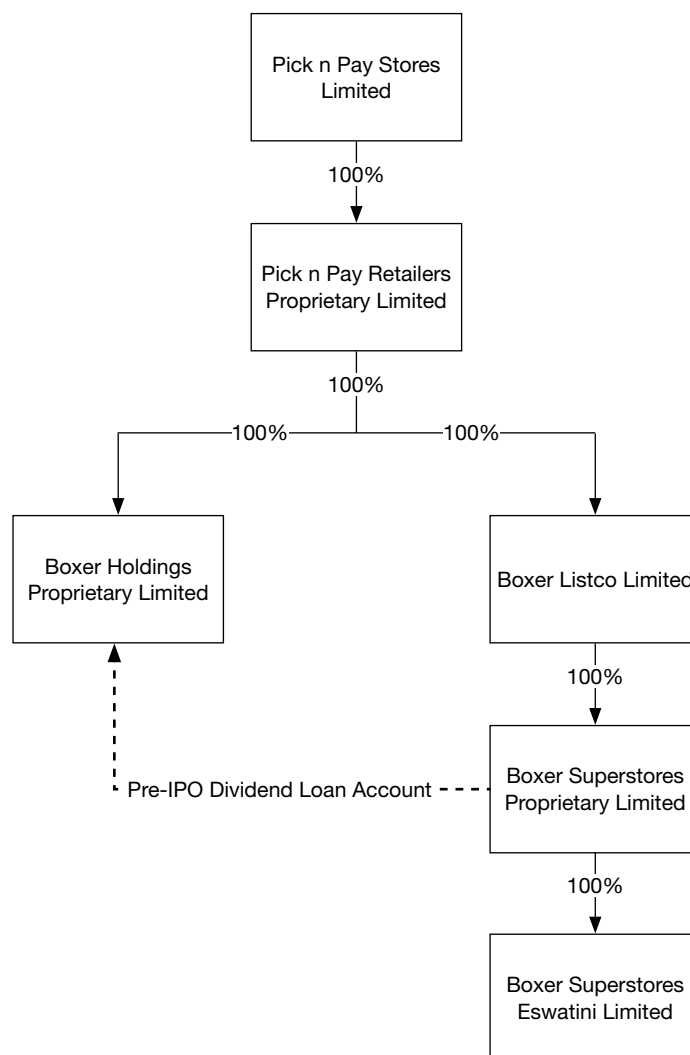 Pick n Pay Stores
Limited
100%
Pick n Pay Retailers
Proprietary Limited
100%
100%
100%
Boxer Holdings
Proprietary Limited
Boxer Listco Limited
100%
Pre-IPO Dividend Loan Account
Boxer Superstores
Proprietary Limited
100%
Boxer Superstores
Eswatini Limited